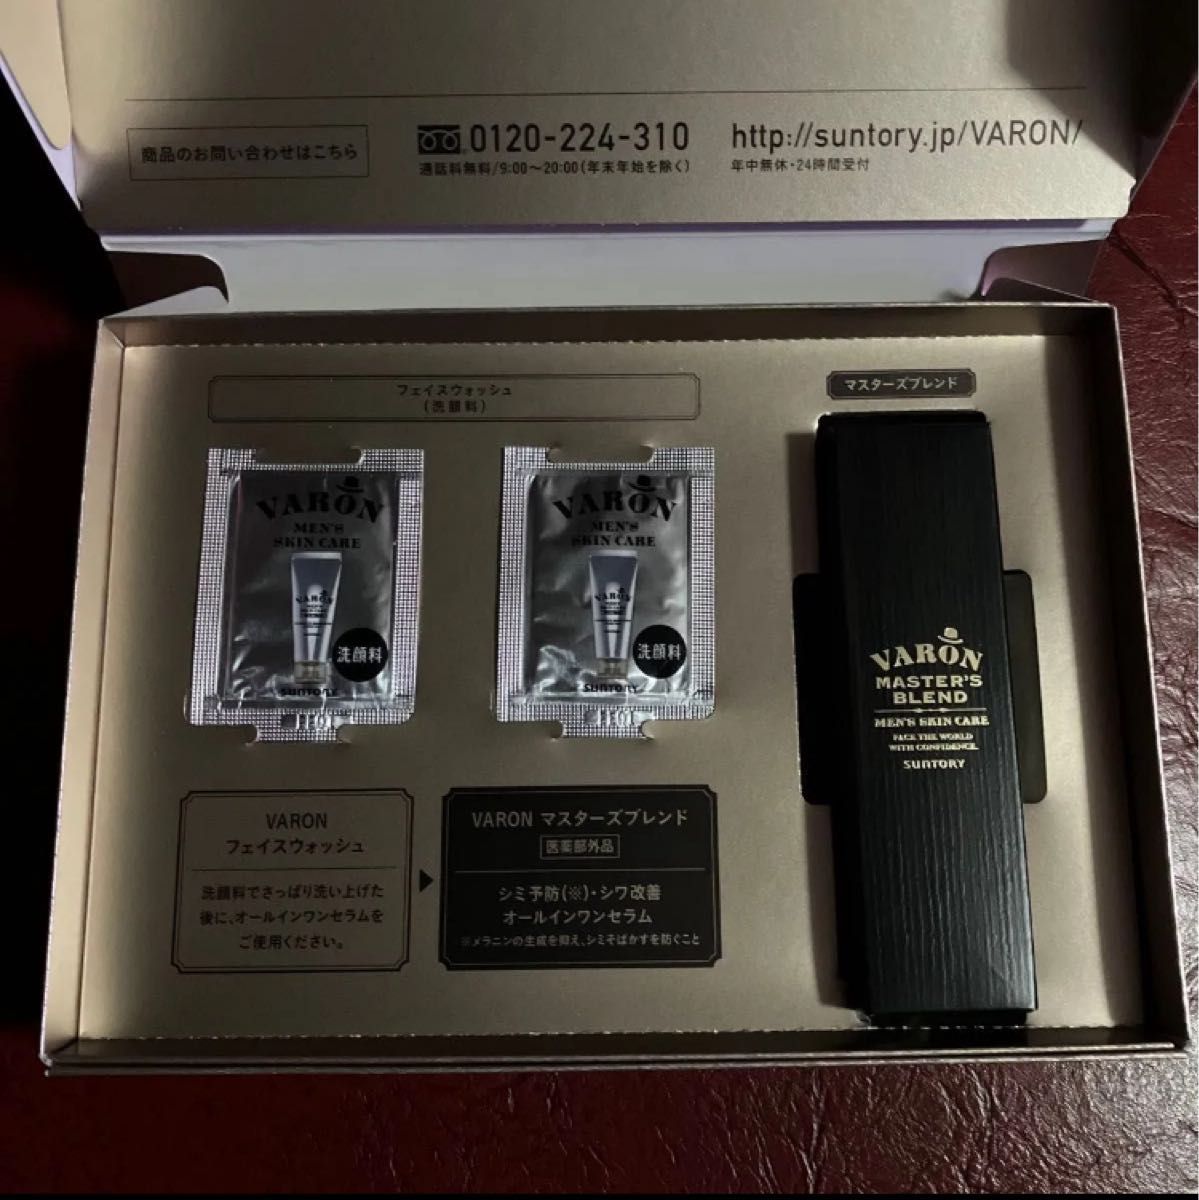 商品のお問い合わせはこちら
0120-224-310
通話料無料/9:00～20:00(年末年始を除く)
http://suntory.jp/VARON/
年中無休・24時間受付
フェイスウォッシュ
(洗顔料)
マスターズブレンド
VARON
MEN'S
SKIN CARE
VARON
洗顔料
SUNTORY
VARON
MEN'S
SKIN CARE
VARON
洗顔料
SUNTORY
VARON
MASTER'S
BLEND
MEN'S SKIN CARE
FACE THE WORLD
WITH CONFIDENCE.
SUNTORY
VARON
フェイスウォッシュ
洗顔料でさっぱり洗い上げた
後に、オールインワンセラムを
ご使用ください。
VARON マスターズブレンド
医薬部外品
シミ予防(※)・シワ改善
オールインワンセラム
※メラニンの生成を抑え、シミそばかすを防ぐこと